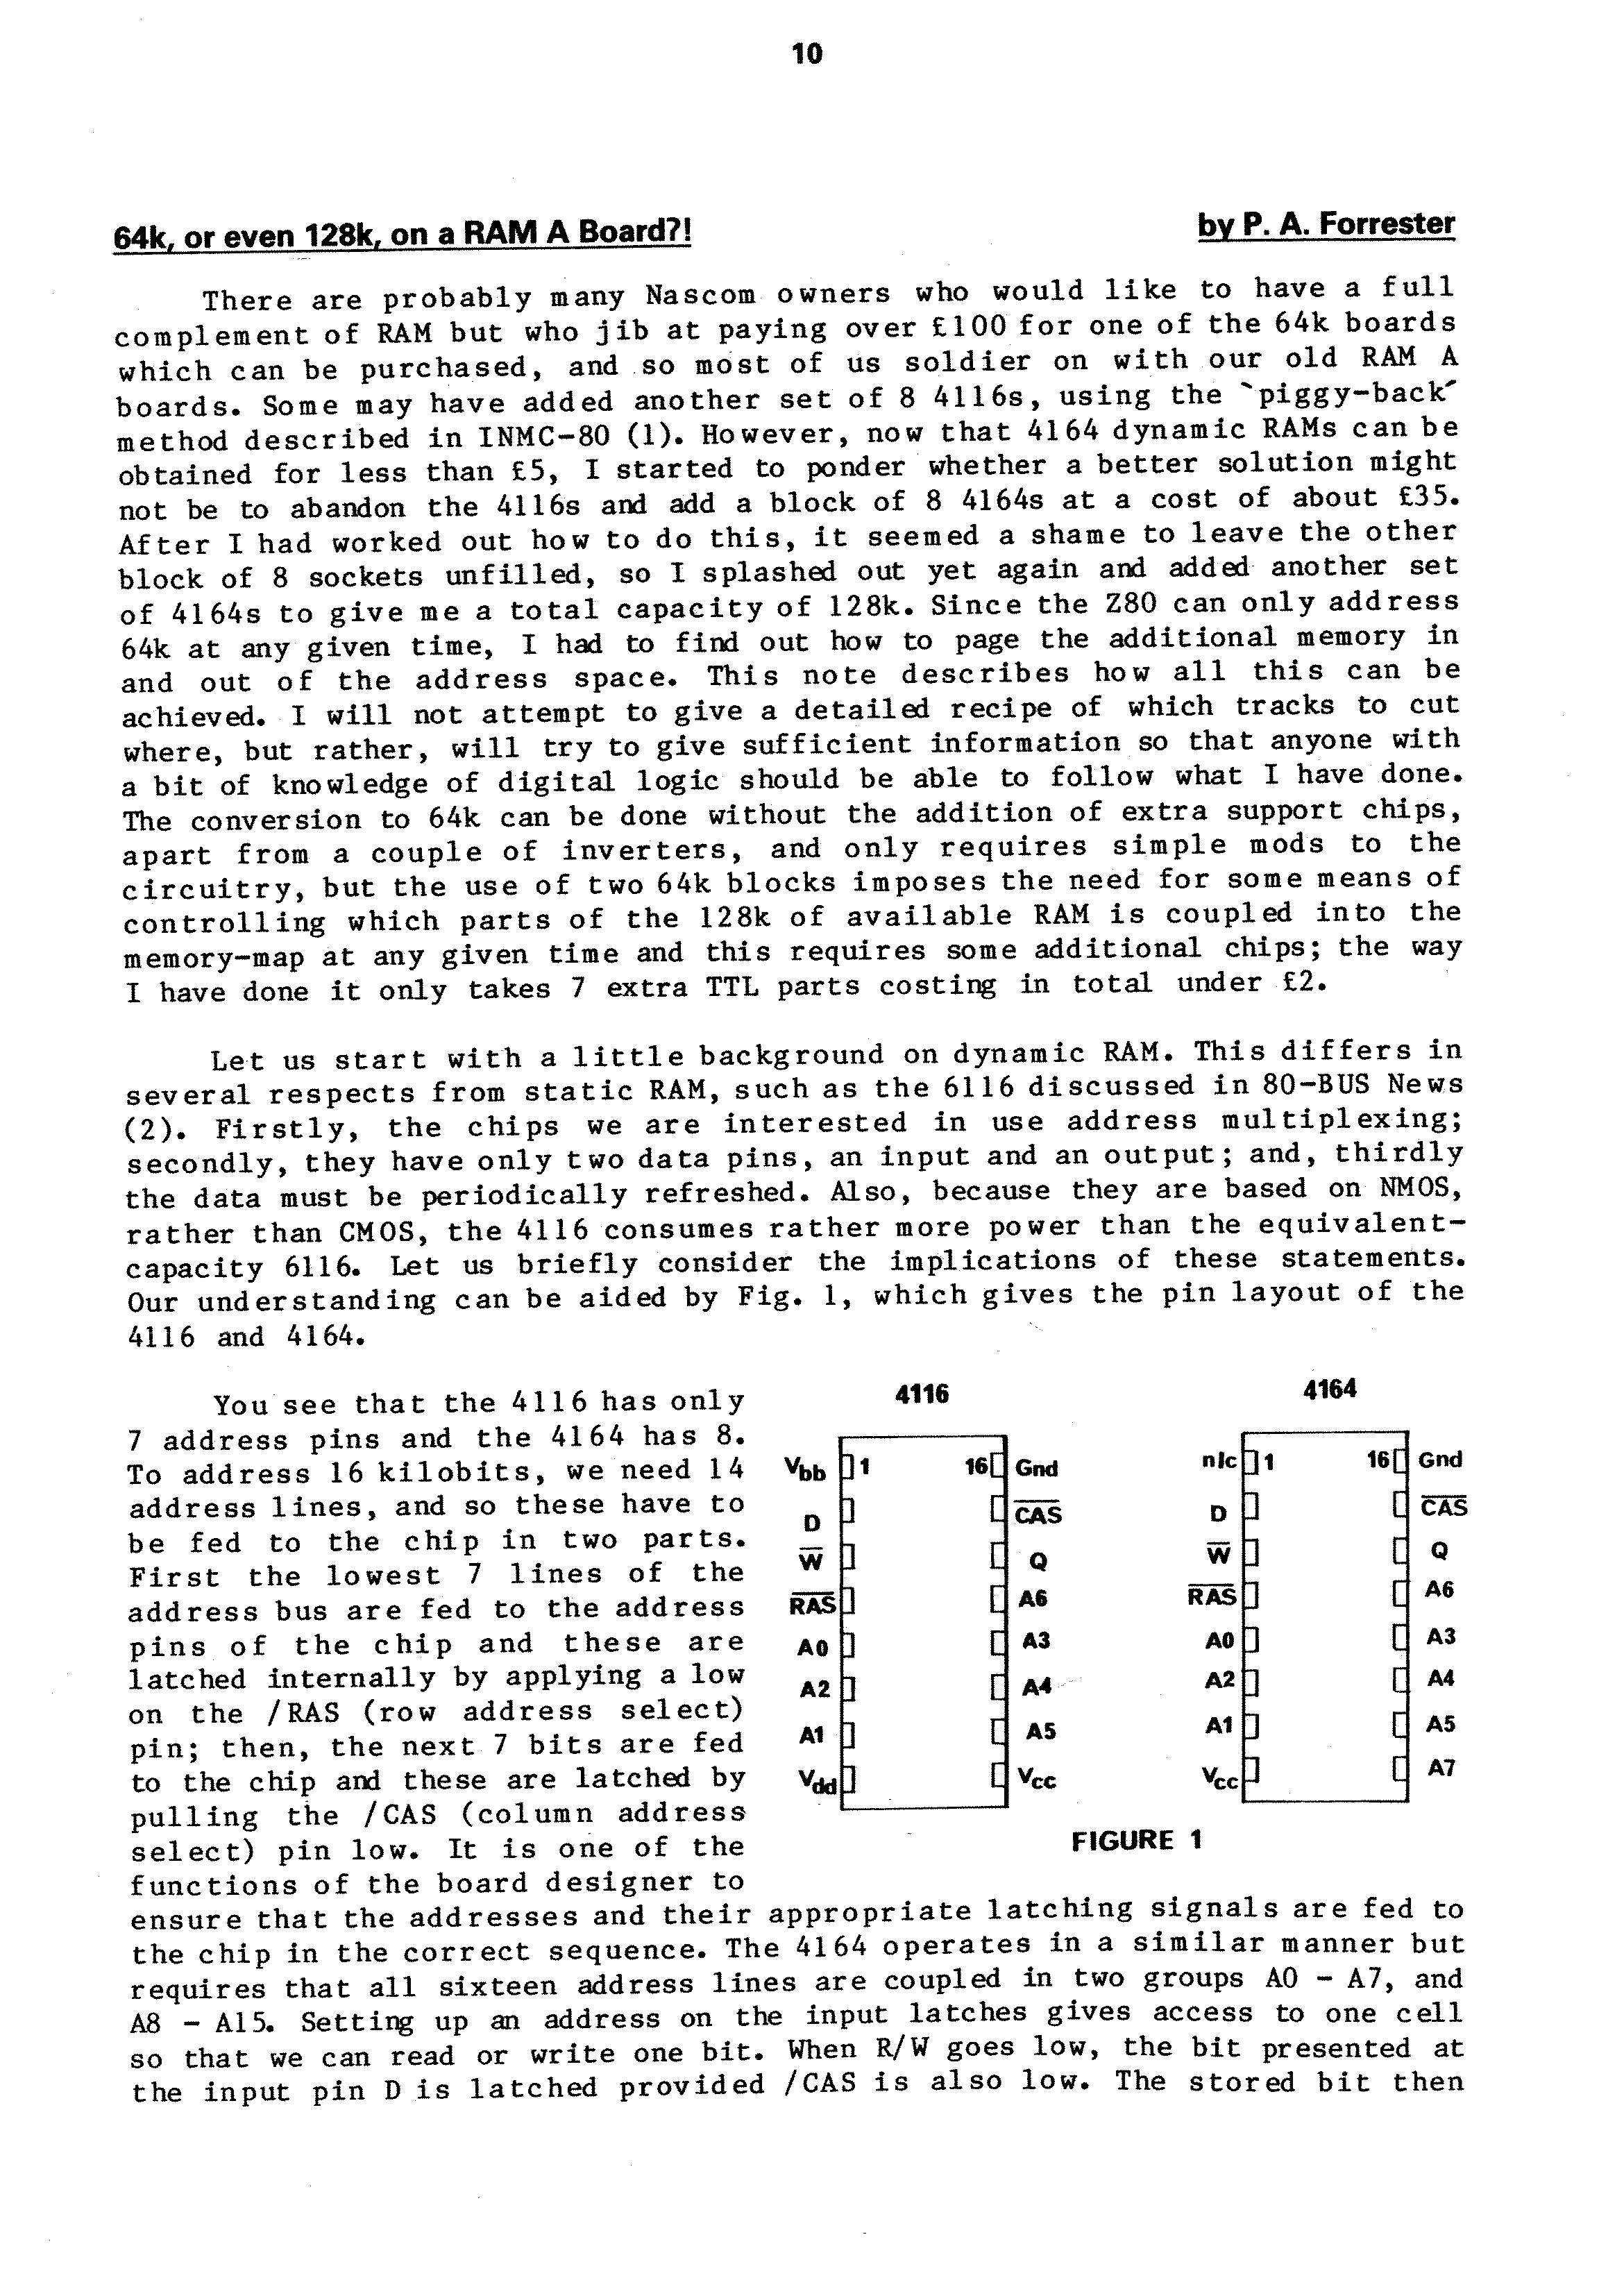 10
64k, or even 128k, on a RAM A Board?! by P. A. Forrester
There are probably many Nascom owners who would like to have a full
complement of RAM but who jib at paying over £100 for one of the 64k boards
which can be purchased, and so most of us soldier on with our old RAM A
boards. Some may have added another set of 8 4116s, using the `piggy-back´
method described in INMC-80 (1). However, now that 4164 dynamic RAMs can be
obtained for less than £5, I started to ponder whether a better solution might
not be to abandon the 4116s and add a block of 8 4164s at a cost of about £35.
After I had worked out how to do this, it seemed a shame to leave the other
block of 8 sockets unfilled, so I splashed out yet again and added another set
of 4164s to give me a total capacity of 128k. Since the Z80 can only address
64k at any given time, I had to find out how to page the additional memory in
and out of the address space. This note describes how all this can be
achieved. I will not attempt to give a detailed recipe of which tracks to cut
where, but rather, will try to give sufficient information so that anyone with
a bit of knowledge of digital logic should be able to follow what I have done.
The conversion to 64k can be done without the addition of extra support chips,
apart from a couple of inverters, and only requires simple mods to the
circuitry, but the use of two 64k blocks imposes the need for some means of
controlling which parts of the 128k of available RAM is coupled into the
memory-map at any given time and this requires some additional chips; the way
I have done it only takes 7 extra TTL parts costing in total under £2.
Let us start with a little background on dynamic RAM. This differs in
several respects from static RAM, such as the 6116 discussed in 80-BUS News
(2). Firstly, the chips we are interested in use address multiplexing;
secondly, they have only two data pins, an input and an output; and, thirdly
the data must be periodically refreshed. Also, because they are based on NMOS,
rather than CMOS, the 4116 consumes rather more power than the equivalent-
capacity 6116. Let us briefly consider the implications of these statements.
Our understanding can be aided by Fig. 1, which gives the pin layout of the
4116 and 4164.
You see that the 4116 has only
7 address pins and the 4164 has 8.
To address 16 kilobits, we need 14
address lines, and so these have to
be fed to the chip in two parts.
First the lowest 7 lines of the
address bus are fed to the address
pins of the chip and these are
latched internally by applying a low
on the /RAS (row address select)
pin; then, the next 7 bits are fed
to the chip and these are latched by
pulling the /CAS (column address
select) pin low. It is one of the
functions of the board designer to
4116 4164
Vbb 1 16 Gnd n/c 1 16 Gnd
D CAS D CAS
W Q W Q
RAS A6 RAS A6
A0 A3 A0 A3
A2 A4 A2 A4
A1 A5 A1 A5
Vdd Vcc Vcc A7
FIGURE 1
ensure that the addresses and their appropriate latching signals are fed to
the chip in the correct sequence. The 4164 operates in a similar manner but
requires that all sixteen address lines are coupled in two groups A0 - A7, and
A8 - A15. Setting up an address on the input latches gives access to one cell
so that we can read or write one bit. When R/W goes low, the bit presented at
the input pin D is latched provided /CAS is also low. The stored bit then